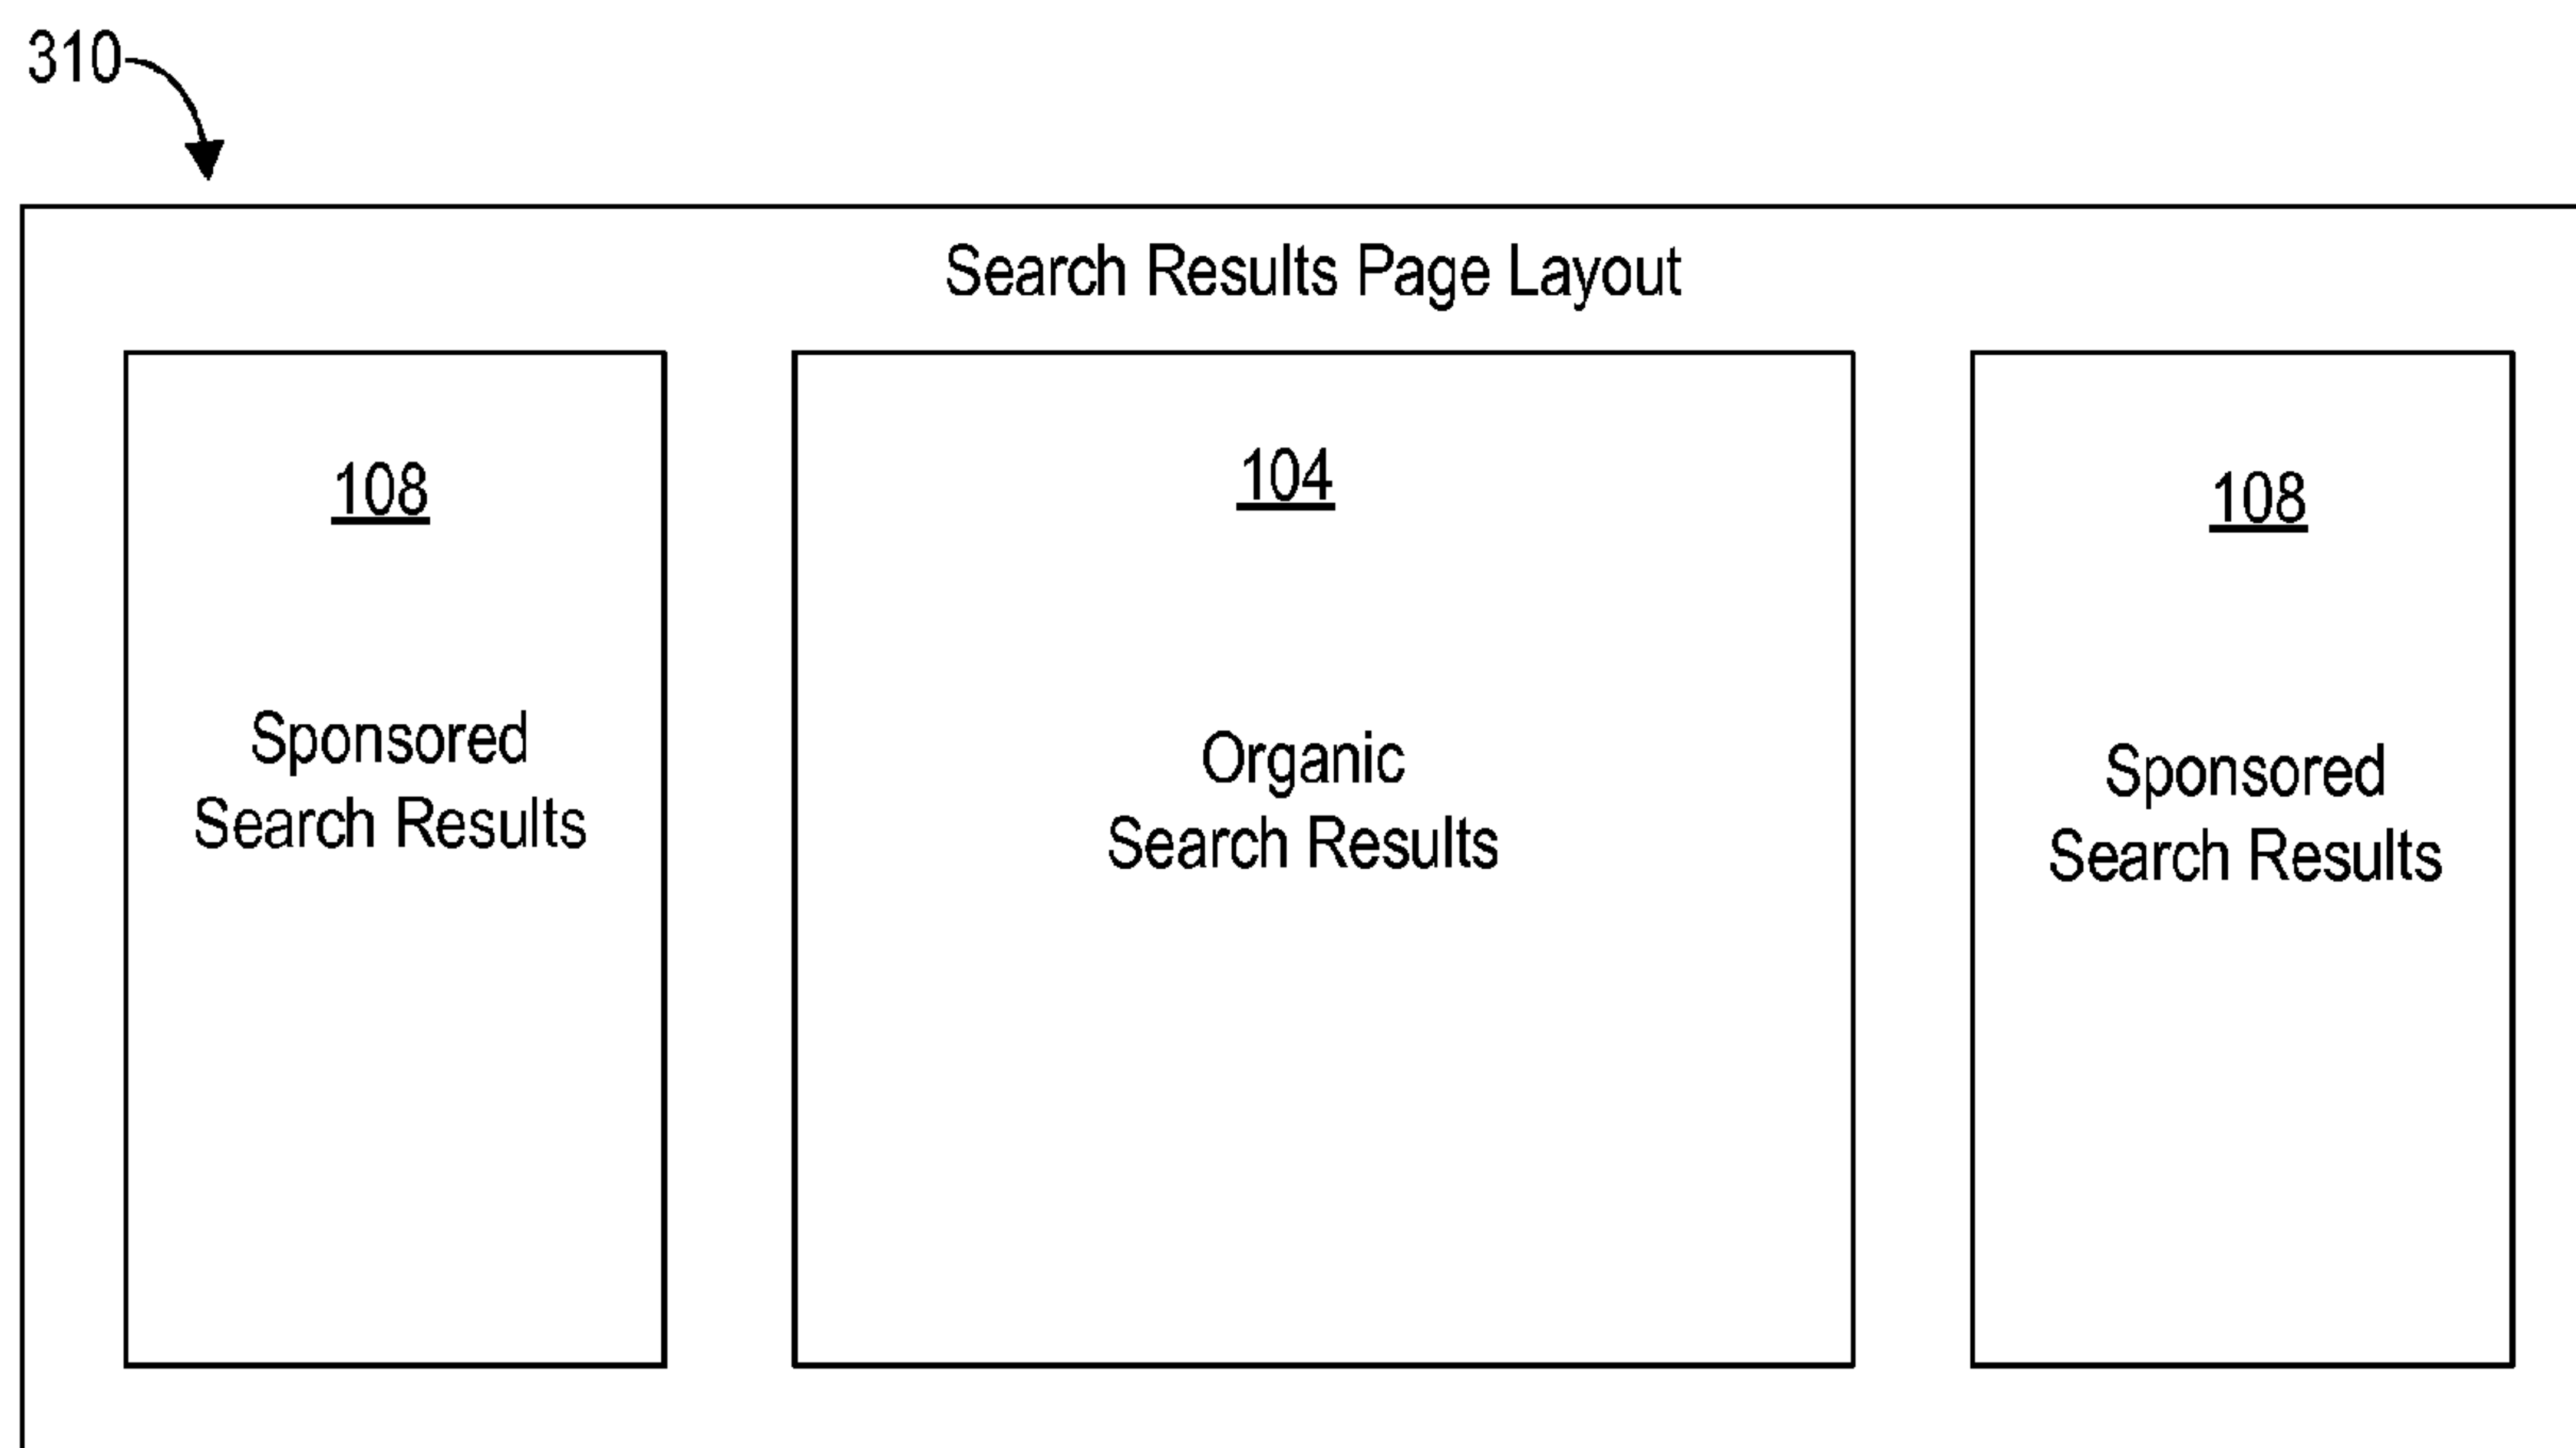 310
Search Results Page Layout
108
Sponsored
Search Results
104
Organic
Search Results
108
Sponsored
Search Results